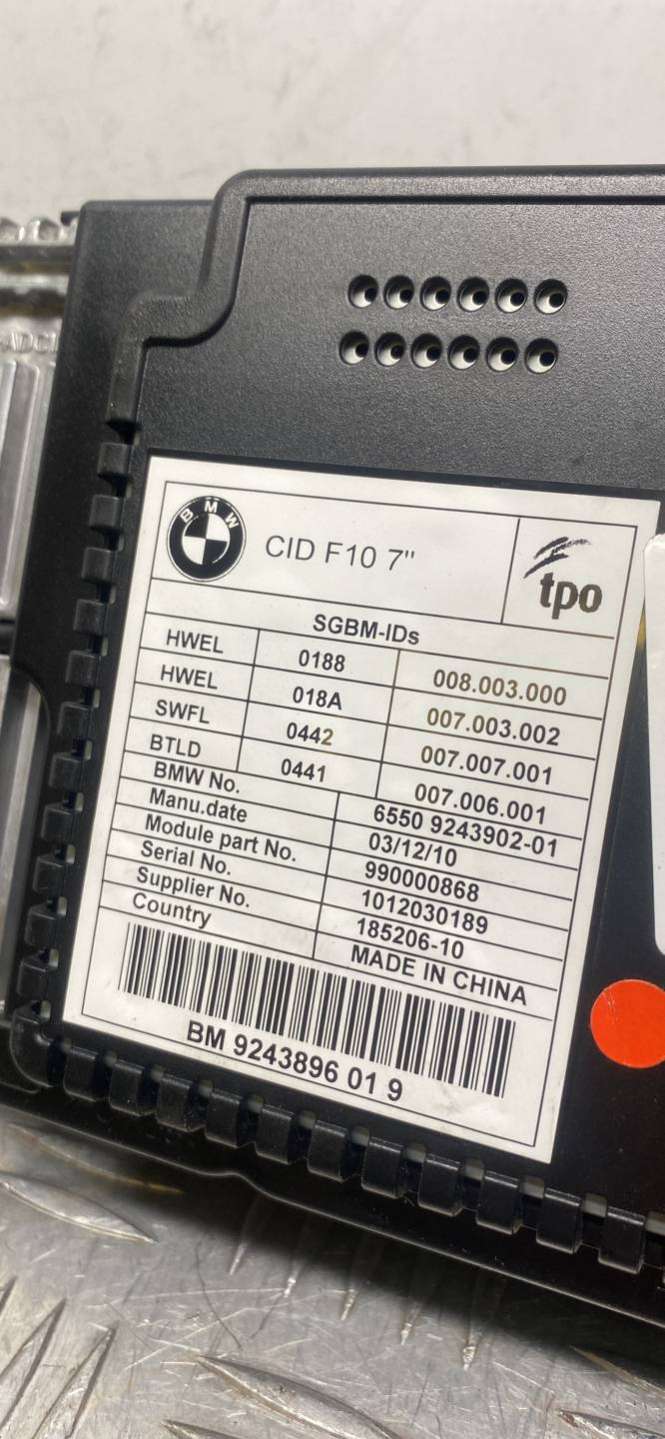 BMW
CID F10 7"
tpo
SGBM-IDs
HWEL 0188 008.003.000
HWEL 018A 007.003.002
SWFL 0442 007.007.001
BTLD 0441 007.006.001
BMW No. 6550 9243902-01
Manu.date 03/12/10
Module part No. 990000868
Serial No. 1012030189
Supplier No. 185206-10
Country MADE IN CHINA
BM 9243896 01 9